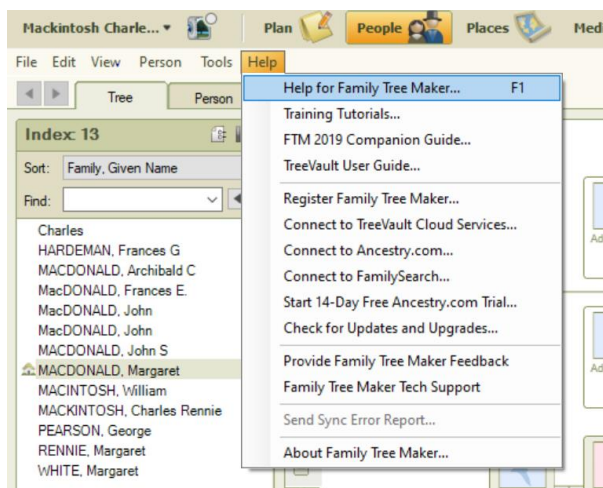 Mackintosh Charle...
Plan
People
Places
Medi
File Edit View Person Tools Help
Tree
Person
Index: 13
Sort: Family, Given Name
Find:
Charles
HARDEMAN, Frances G
MACDONALD, Archibald C
MacDONALD, Frances E.
MacDONALD, John
MacDONALD, John
MACDONALD, John S
MACDONALD, Margaret
MACINTOSH, William
MACKINTOSH, Charles Rennie
PEARSON, George
RENNIE, Margaret
WHITE, Margaret
Help for Family Tree Maker... F1
Training Tutorials...
FTM 2019 Companion Guide...
TreeVault User Guide...
Register Family Tree Maker...
Connect to TreeVault Cloud Services...
Connect to Ancestry.com...
Connect to FamilySearch...
Start 14-Day Free Ancestry.com Trial...
Check for Updates and Upgrades...
Provide Family Tree Maker Feedback
Family Tree Maker Tech Support
Send Sync Error Report...
About Family Tree Maker...
Ad
Ad